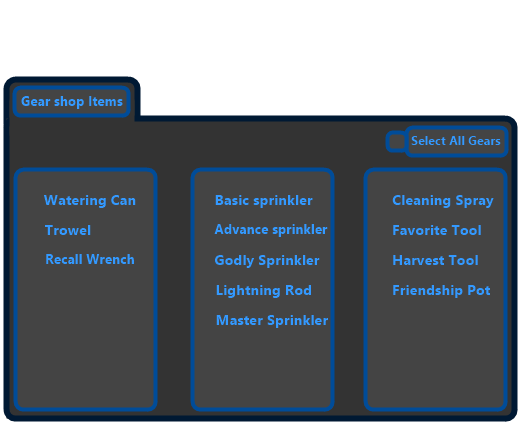 Gear shop Items
Select All Gears
Watering Can
Trowel
Recall Wrench
Basic sprinkler
Advance sprinkler
Godly Sprinkler
Lightning Rod
Master Sprinkler
Cleaning Spray
Favorite Tool
Harvest Tool
Friendship Pot